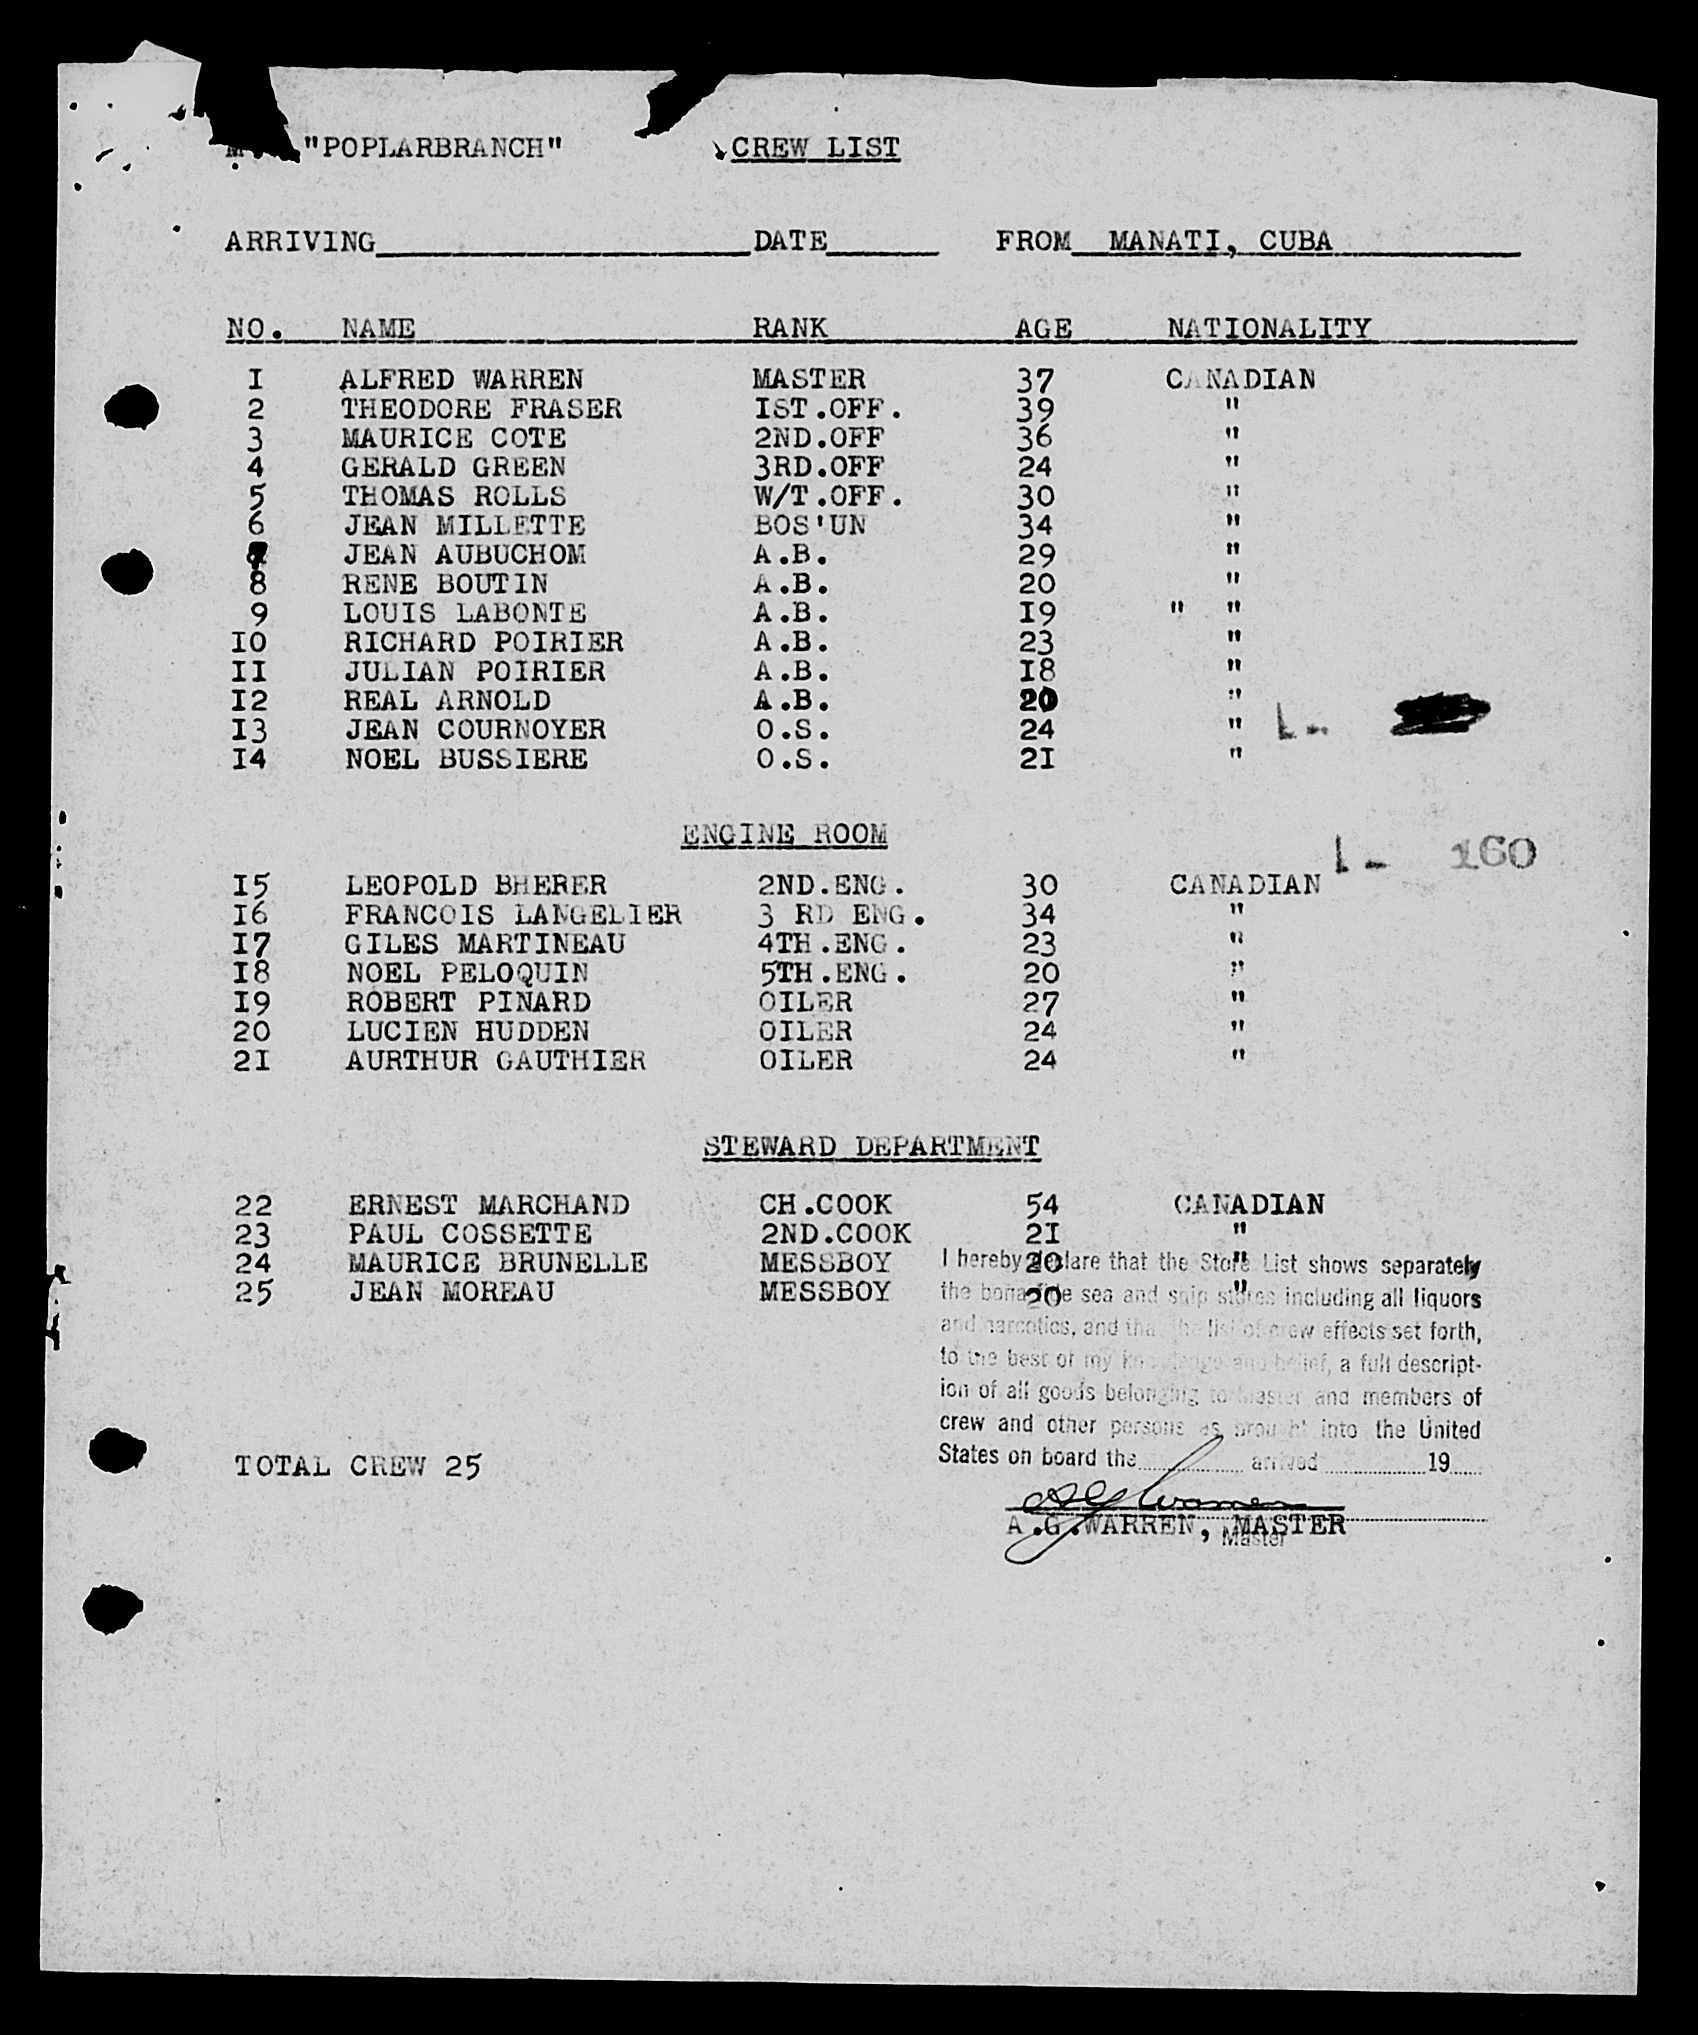 "POPLARBRANCH" CREW LIST
ARRIVING DATE FROM MANATI, CUBA
NO. NAME RANK AGE NATIONALITY
I ALFRED WARREN MASTER 37 CANADIAN
2 THEODORE FRASER IST.OFF. 39 "
3 MAURICE COTE 2ND.OFF 36 "
4 GERALD GREEN 3RD.OFF 24 "
5 THOMAS ROLLS W/T.OFF. 30 "
6 JEAN MILLETTE BOS'UN 34 "
7 JEAN AUBUCHOM A.B. 29 "
8 RENE BOUTIN A.B. 20 "
9 LOUIS LABONTE A.B. I9 " "
IO RICHARD POIRIER A.B. 23 "
II JULIAN POIRIER A.B. I8 "
I2 REAL ARNOLD A.B. 20 "
I3 JEAN COURNOYER O.S. 24 "
I4 NOEL BUSSIERE O.S. 2I "
ENGINE ROOM
160
I5 LEOPOLD BHERER 2ND.ENG. 30 CANADIAN
I6 FRANCOIS LANGELIER 3 RD ENG. 34 "
I7 GILES MARTINEAU 4TH.ENG. 23 "
I8 NOEL PELOQUIN 5TH.ENG. 20 "
I9 ROBERT PINARD OILER 27 "
20 LUCIEN HUDDEN OILER 24 "
2I AURTHUR GAUTHIER OILER 24 "
STEWARD DEPARTMENT
22 ERNEST MARCHAND CH.COOK 54 CANADIAN
23 PAUL COSSETTE 2ND.COOK 2I "
24 MAURICE BRUNELLE MESSBOY 20 "
25 JEAN MOREAU MESSBOY 20 "
I hereby declare that the Store List shows separately
the bona fide sea and ship stores including all liquors
and narcotics, and that the list of crew effects set forth,
to the best of my knowledge and belief, a full descript-
ion of all goods belonging to Master and members of
crew and other persons as brought into the United
States on board the arrived 19
TOTAL CREW 25
A G Warren
A.G.WARREN, MASTER
Master